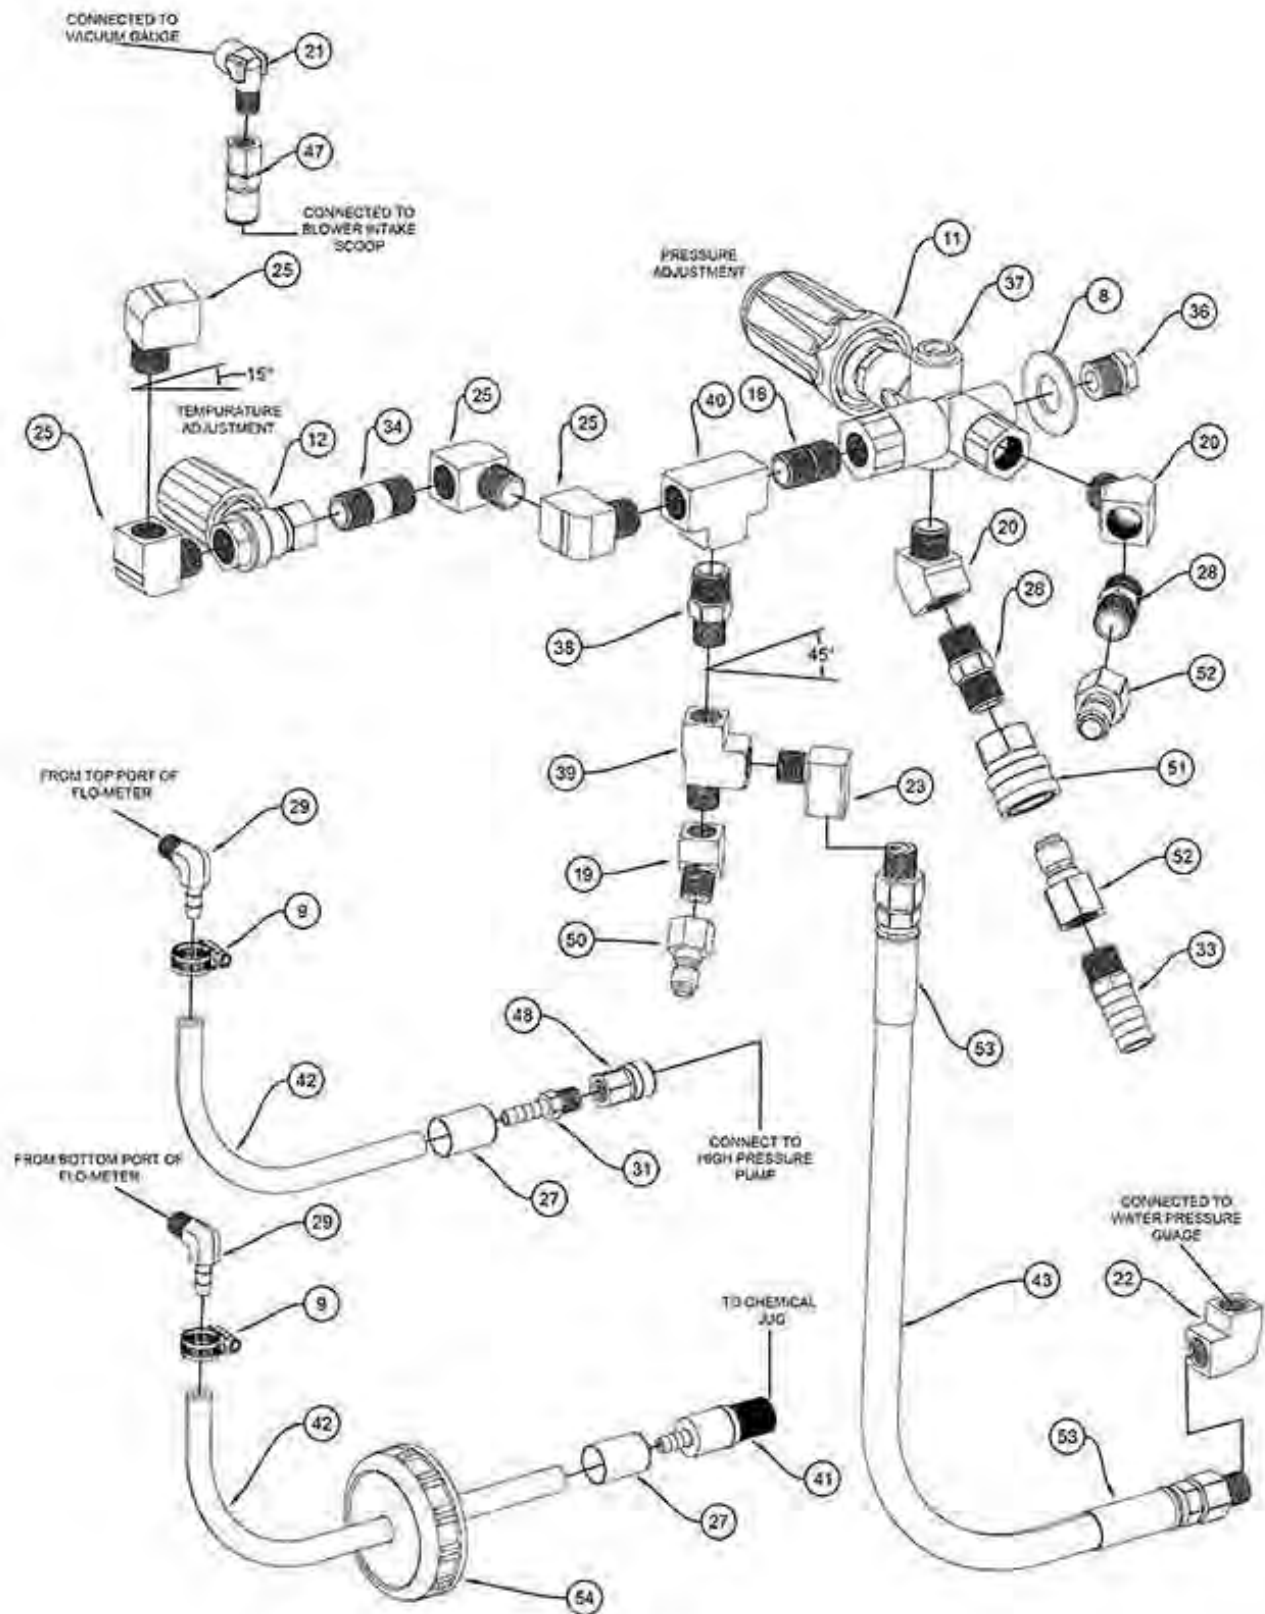 CONNECTED TO
VACUUM GAUGE
21
47
CONNECTED TO
BLOWER INTAKE
SCOOP
25
PRESSURE
ADJUSTMENT
11
37
8
36
15°
TEMPURATURE
ADJUSTMENT
25
12
34
25
25
40
16
20
20
28
26
38
45°
52
39
23
51
FROM TOP PORT OF
FLO-METER
29
19
52
9
50
33
48
53
42
CONNECT TO
HIGH PRESSURE
PUMP
31
27
FROM BOTTOM PORT OF
FLO-METER
29
CONNECTED TO
WATER PRESSURE
GUAGE
22
43
9
TO CHEMICAL
JUG
42
53
41
27
54